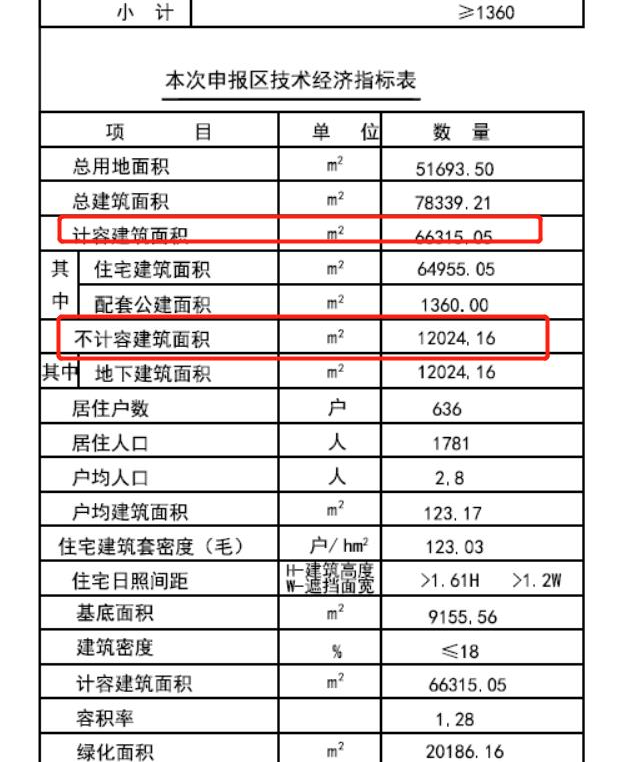 小 计 ≥1360
本次申报区技术经济指标表
项 目 单 位 数 量
总用地面积 m² 51693.50
总建筑面积 m² 78339.21
计容建筑面积 m² 66315.05
其中 住宅建筑面积 m² 64955.05
配套公建面积 m² 1360.00
不计容建筑面积 m² 12024.16
其中 地下建筑面积 m² 12024.16
居住户数 户 636
居住人口 人 1781
户均人口 人 2.8
户均建筑面积 m² 123.17
住宅建筑套密度（毛） 户/hm² 123.03
住宅日照间距 H—建筑高度 >1.61H >1.2W
W—遮挡面宽
基底面积 m² 9155.56
建筑密度 % ≤18
计容建筑面积 m² 66315.05
容积率 1.28
绿化面积 m² 20186.16